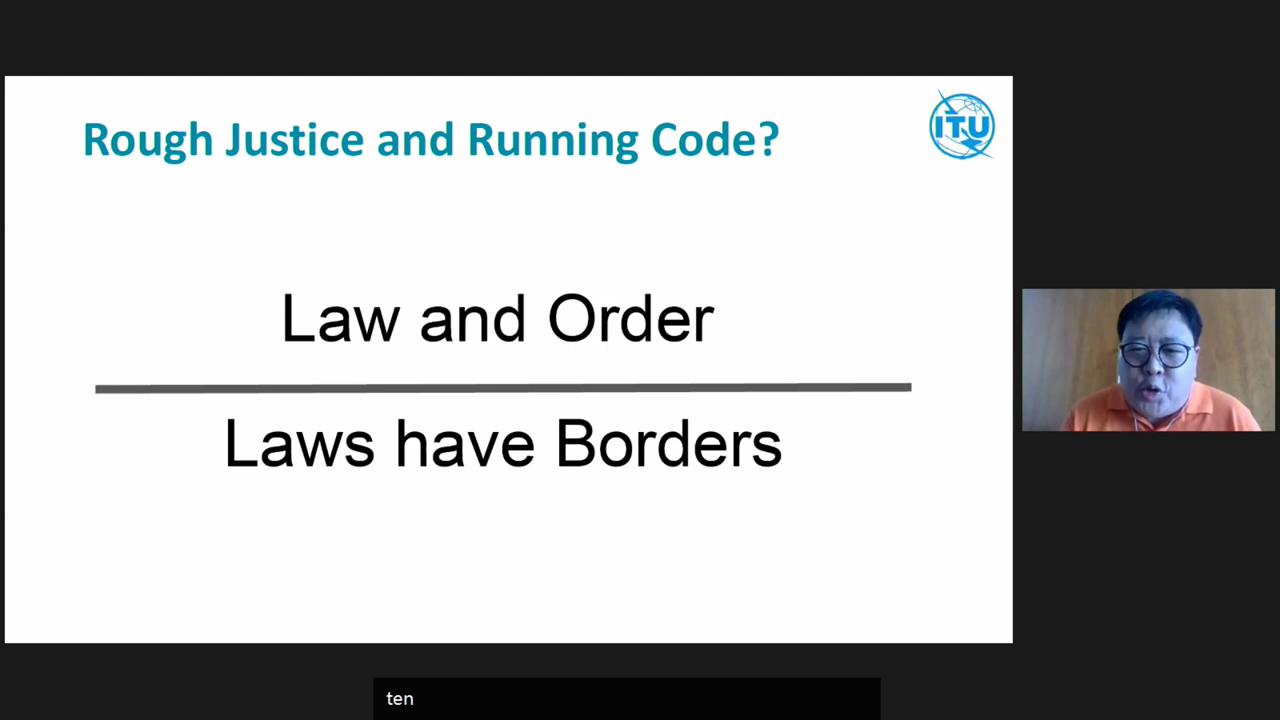 Rough Justice and Running Code?
ITU
Law and Order
Laws have Borders
ten